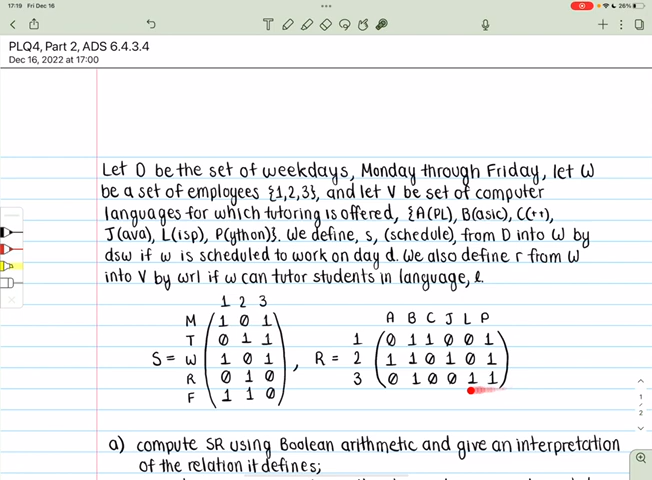 17:19 Fri Dec 16
26%
PLQ4, Part 2, ADS 6.4.3.4
Dec 16, 2022 at 17:00
Let D be the set of weekdays, Monday through Friday, let W
be a set of employees {1,2,3}, and let V be set of computer
languages for which tutoring is offered, {A(PL), B(asic), C(++),
J(ava), L(isp), P(ython)}. We define, s, (schedule), from D into W by
dsw if w is scheduled to work on day d. We also define r from W
into V by wrl if w can tutor students in language, l.
1 2 3
M 1 0 1
T 0 1 1
S = W 1 0 1 ,
R 0 1 0
F 1 1 0
A B C J L P
1 0 1 1 0 0 1
R = 2 1 1 0 1 0 1
3 0 1 0 0 1 1
a) compute SR using Boolean arithmetic and give an interpretation
of the relation it defines;
1
2